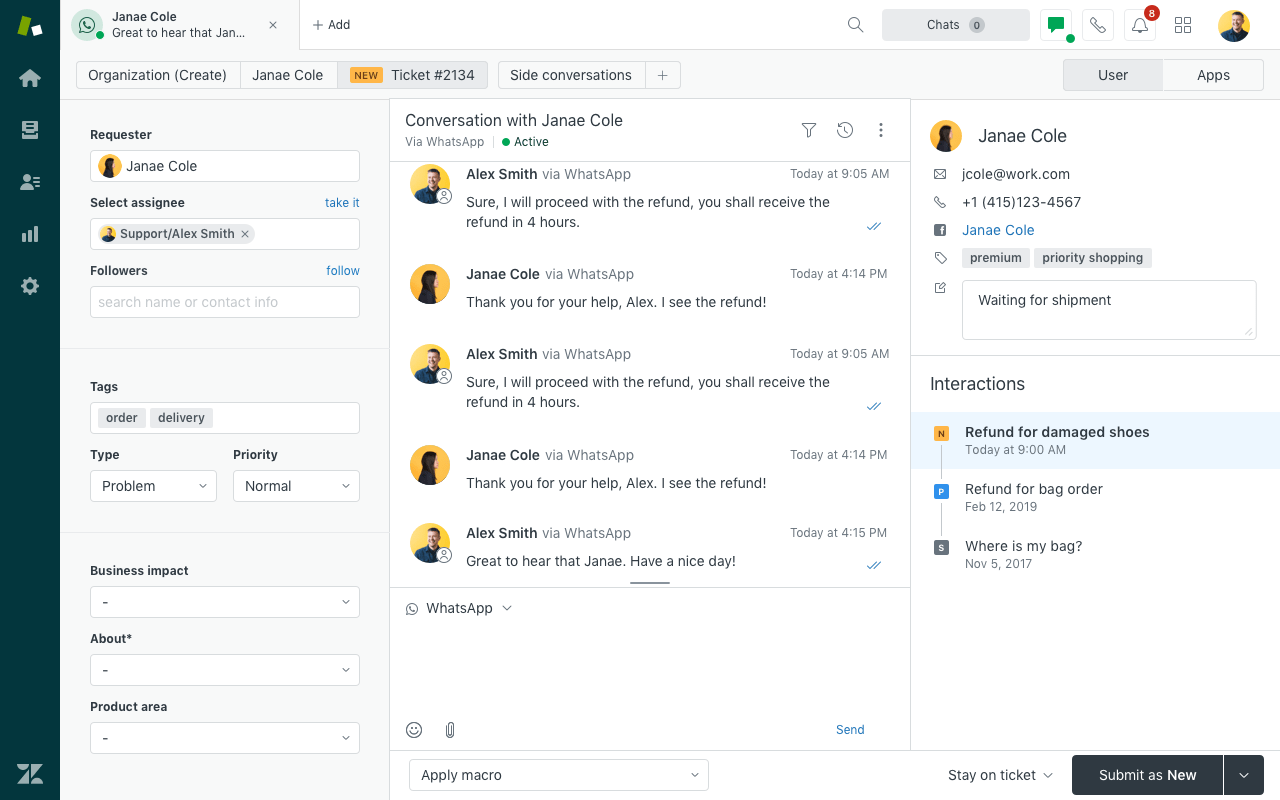 Janae Cole
Great to hear that Jan...
Add
Chats 0
8
Organization (Create)
Janae Cole
NEW Ticket #2134
Side conversations
User
Apps
Requester
Janae Cole
Select assignee
take it
Support/Alex Smith
Followers
follow
search name or contact info
Tags
order
delivery
Type
Priority
Problem
Normal
Business impact
-
About*
-
Product area
-
Conversation with Janae Cole
Via WhatsApp
Active
Alex Smith via WhatsApp
Today at 9:05 AM
Sure, I will proceed with the refund, you shall receive the
refund in 4 hours.
Janae Cole via WhatsApp
Today at 4:14 PM
Thank you for your help, Alex. I see the refund!
Alex Smith via WhatsApp
Today at 9:05 AM
Sure, I will proceed with the refund, you shall receive the
refund in 4 hours.
Janae Cole via WhatsApp
Today at 4:14 PM
Thank you for your help, Alex. I see the refund!
Alex Smith via WhatsApp
Today at 4:15 PM
Great to hear that Janae. Have a nice day!
WhatsApp
Send
Apply macro
Stay on ticket
Submit as New
Janae Cole
jcole@work.com
+1 (415)123-4567
Janae Cole
premium
priority shopping
Waiting for shipment
Interactions
N
Refund for damaged shoes
Today at 9:00 AM
P
Refund for bag order
Feb 12, 2019
S
Where is my bag?
Nov 5, 2017